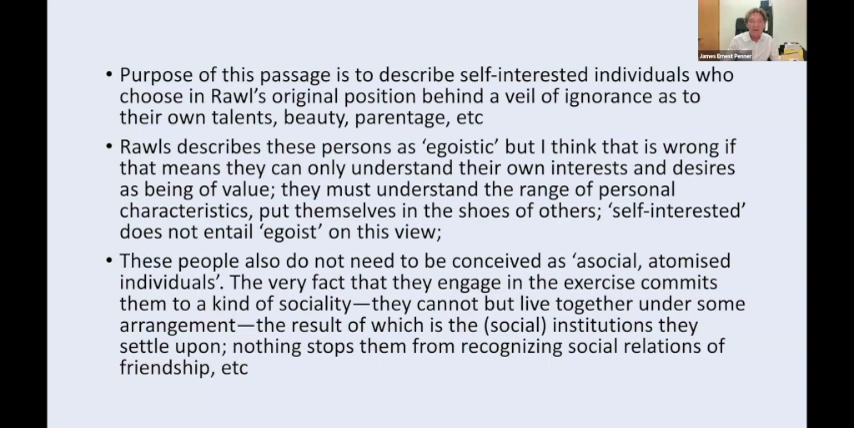 James Ernest Penner
• Purpose of this passage is to describe self-interested individuals who
choose in Rawl's original position behind a veil of ignorance as to
their own talents, beauty, parentage, etc
• Rawls describes these persons as 'egoistic' but I think that is wrong if
that means they can only understand their own interests and desires
as being of value; they must understand the range of personal
characteristics, put themselves in the shoes of others; 'self-interested'
does not entail 'egoist' on this view;
• These people also do not need to be conceived as 'asocial, atomised
individuals'. The very fact that they engage in the exercise commits
them to a kind of sociality—they cannot but live together under some
arrangement—the result of which is the (social) institutions they
settle upon; nothing stops them from recognizing social relations of
friendship, etc